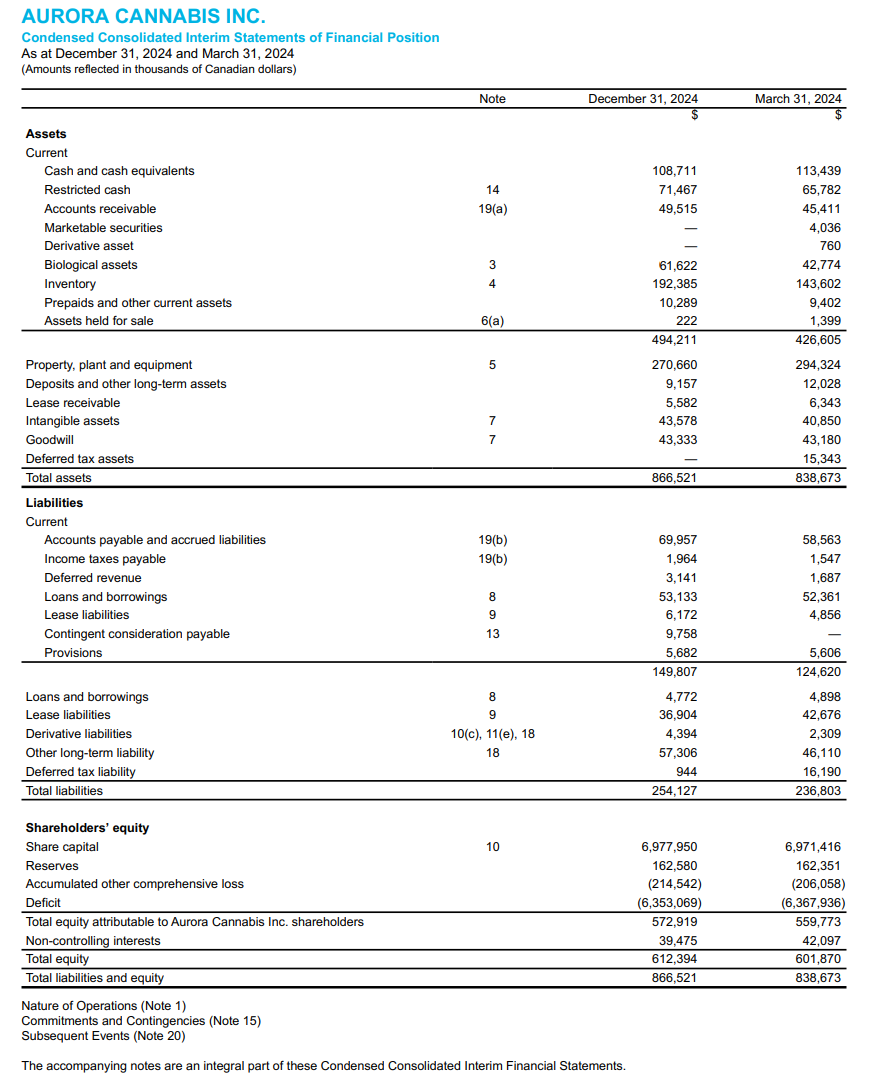 AURORA CANNABIS INC.
Condensed Consolidated Interim Statements of Financial Position
As at December 31, 2024 and March 31, 2024
(Amounts reflected in thousands of Canadian dollars)
Note December 31, 2024 March 31, 2024
$ $
Assets
Current
Cash and cash equivalents 108,711 113,439
Restricted cash 14 71,467 65,782
Accounts receivable 19(a) 49,515 45,411
Marketable securities — 4,036
Derivative asset — 760
Biological assets 3 61,622 42,774
Inventory 4 192,385 143,602
Prepaids and other current assets 10,289 9,402
Assets held for sale 6(a) 222 1,399
494,211 426,605
Property, plant and equipment 5 270,660 294,324
Deposits and other long-term assets 9,157 12,028
Lease receivable 5,582 6,343
Intangible assets 7 43,578 40,850
Goodwill 7 43,333 43,180
Deferred tax assets — 15,343
Total assets 866,521 838,673
Liabilities
Current
Accounts payable and accrued liabilities 19(b) 69,957 58,563
Income taxes payable 19(b) 1,964 1,547
Deferred revenue 3,141 1,687
Loans and borrowings 8 53,133 52,361
Lease liabilities 9 6,172 4,856
Contingent consideration payable 13 9,758 —
Provisions 5,682 5,606
149,807 124,620
Loans and borrowings 8 4,772 4,898
Lease liabilities 9 36,904 42,676
Derivative liabilities 10(c), 11(e), 18 4,394 2,309
Other long-term liability 18 57,306 46,110
Deferred tax liability 944 16,190
Total liabilities 254,127 236,803
Shareholders’ equity
Share capital 10 6,977,950 6,971,416
Reserves 162,580 162,351
Accumulated other comprehensive loss (214,542) (206,058)
Deficit (6,353,069) (6,367,936)
Total equity attributable to Aurora Cannabis Inc. shareholders 572,919 559,773
Non-controlling interests 39,475 42,097
Total equity 612,394 601,870
Total liabilities and equity 866,521 838,673
Nature of Operations (Note 1)
Commitments and Contingencies (Note 15)
Subsequent Events (Note 20)
The accompanying notes are an integral part of these Condensed Consolidated Interim Financial Statements.